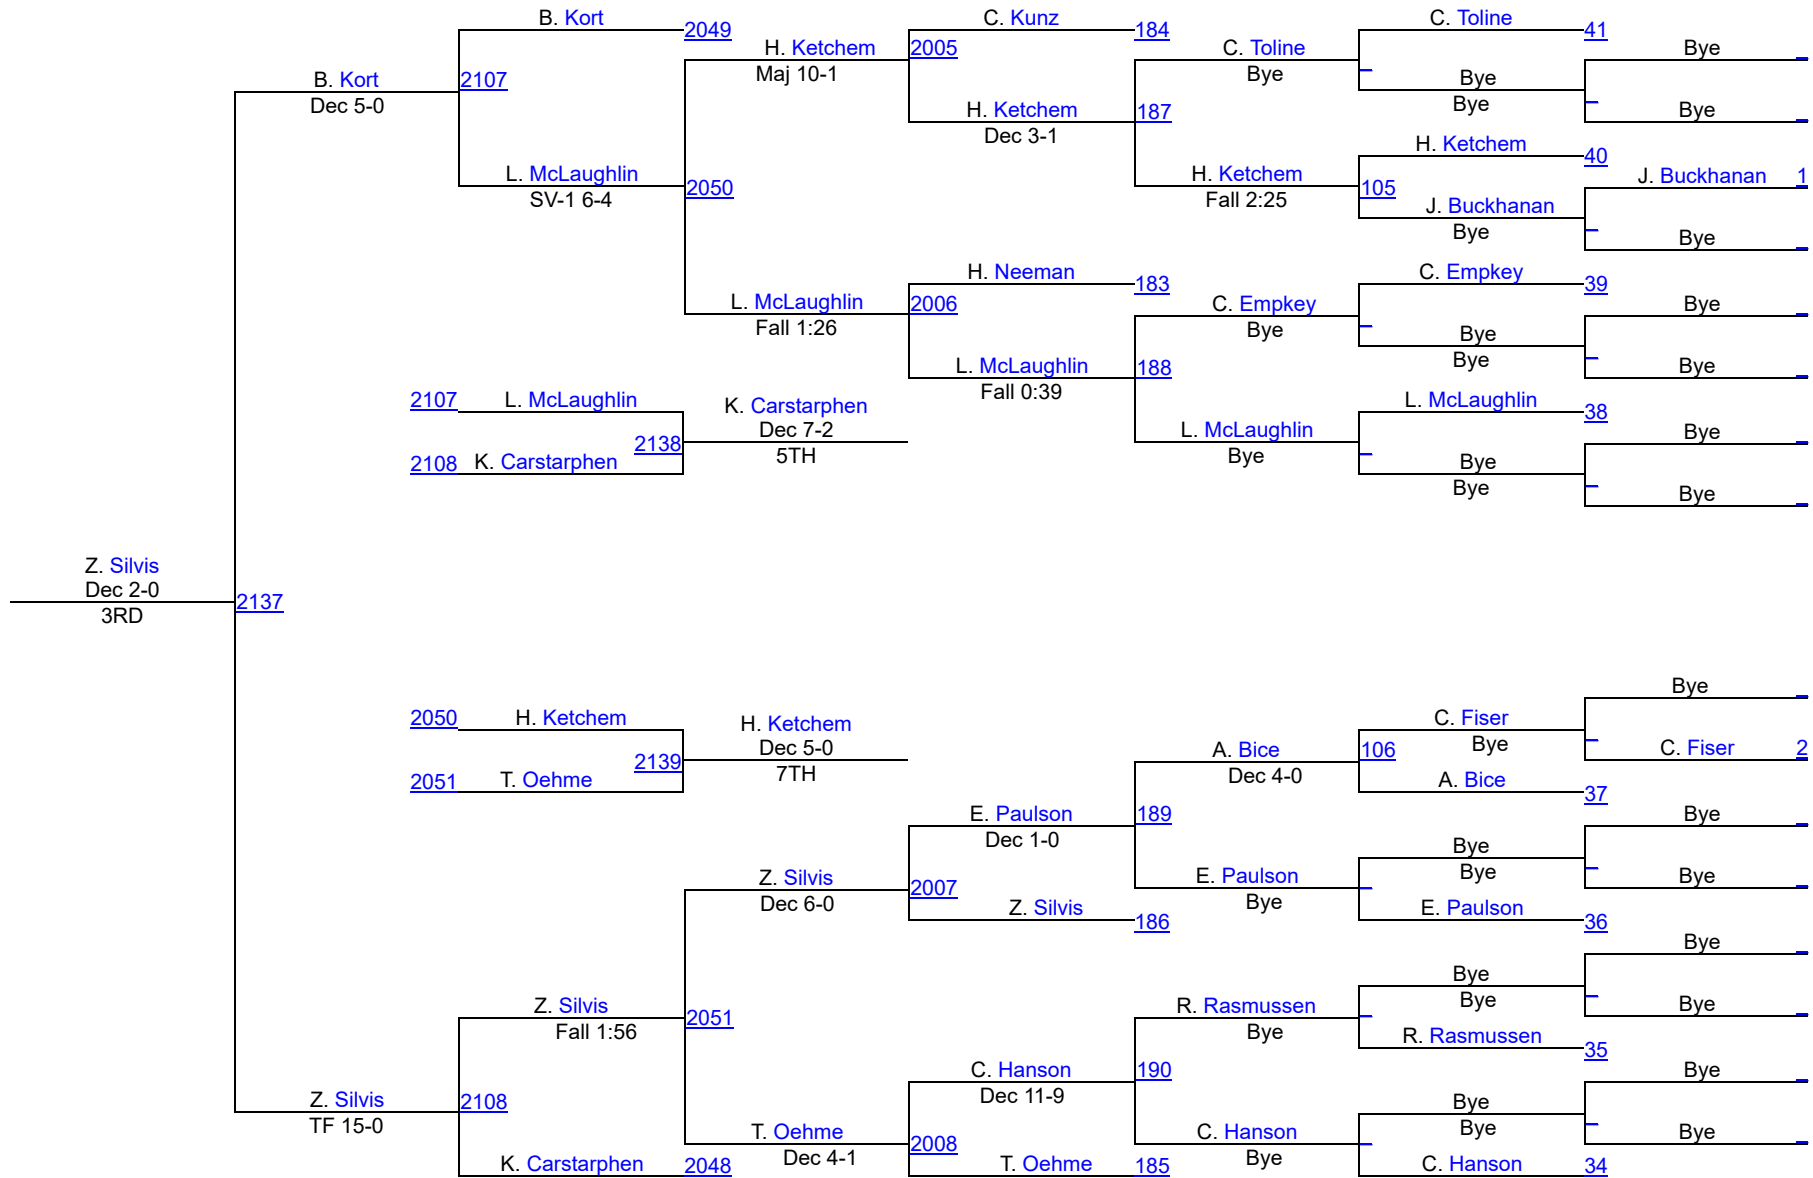 B. Kort
2049
C. Kunz
184
C. Toline
41
H. Ketchem
2005
C. Toline
Bye
Maj 10-1
Bye
Bye
B. Kort
2107
Bye
Dec 5-0
Bye
H. Ketchem
187
Bye
Dec 3-1
H. Ketchem
40
L. McLaughlin
2050
H. Ketchem
105
J. Buckhanan 1
SV-1 6-4
Fall 2:25
J. Buckhanan
Bye
Bye
H. Neeman
183
C. Empkey
39
L. McLaughlin
2006
C. Empkey
Bye
Fall 1:26
Bye
Bye
Bye
L. McLaughlin
188
Bye
Fall 0:39
2107
L. McLaughlin
K. Carstarphen
L. McLaughlin
38
Dec 7-2
L. McLaughlin
Bye
2138
5TH
Bye
2108
K. Carstarphen
Bye
Bye
Bye
Z. Silvis
Dec 2-0
3RD
2137
Bye
2050
H. Ketchem
H. Ketchem
C. Fiser
Dec 5-0
A. Bice
106
Bye
C. Fiser 2
2139
7TH
Dec 4-0
2051
T. Oehme
A. Bice
37
E. Paulson
189
Bye
Dec 1-0
Bye
Bye
Z. Silvis
2007
E. Paulson
Bye
Dec 6-0
Bye
Z. Silvis
186
E. Paulson
36
Bye
Bye
Z. Silvis
2051
R. Rasmussen
Bye
Bye
Fall 1:56
Bye
R. Rasmussen
35
C. Hanson
190
Bye
Dec 11-9
Z. Silvis
2108
Bye
TF 15-0
Bye
T. Oehme
2008
C. Hanson
Bye
Dec 4-1
Bye
K. Carstarphen
2048
T. Oehme
185
C. Hanson
34